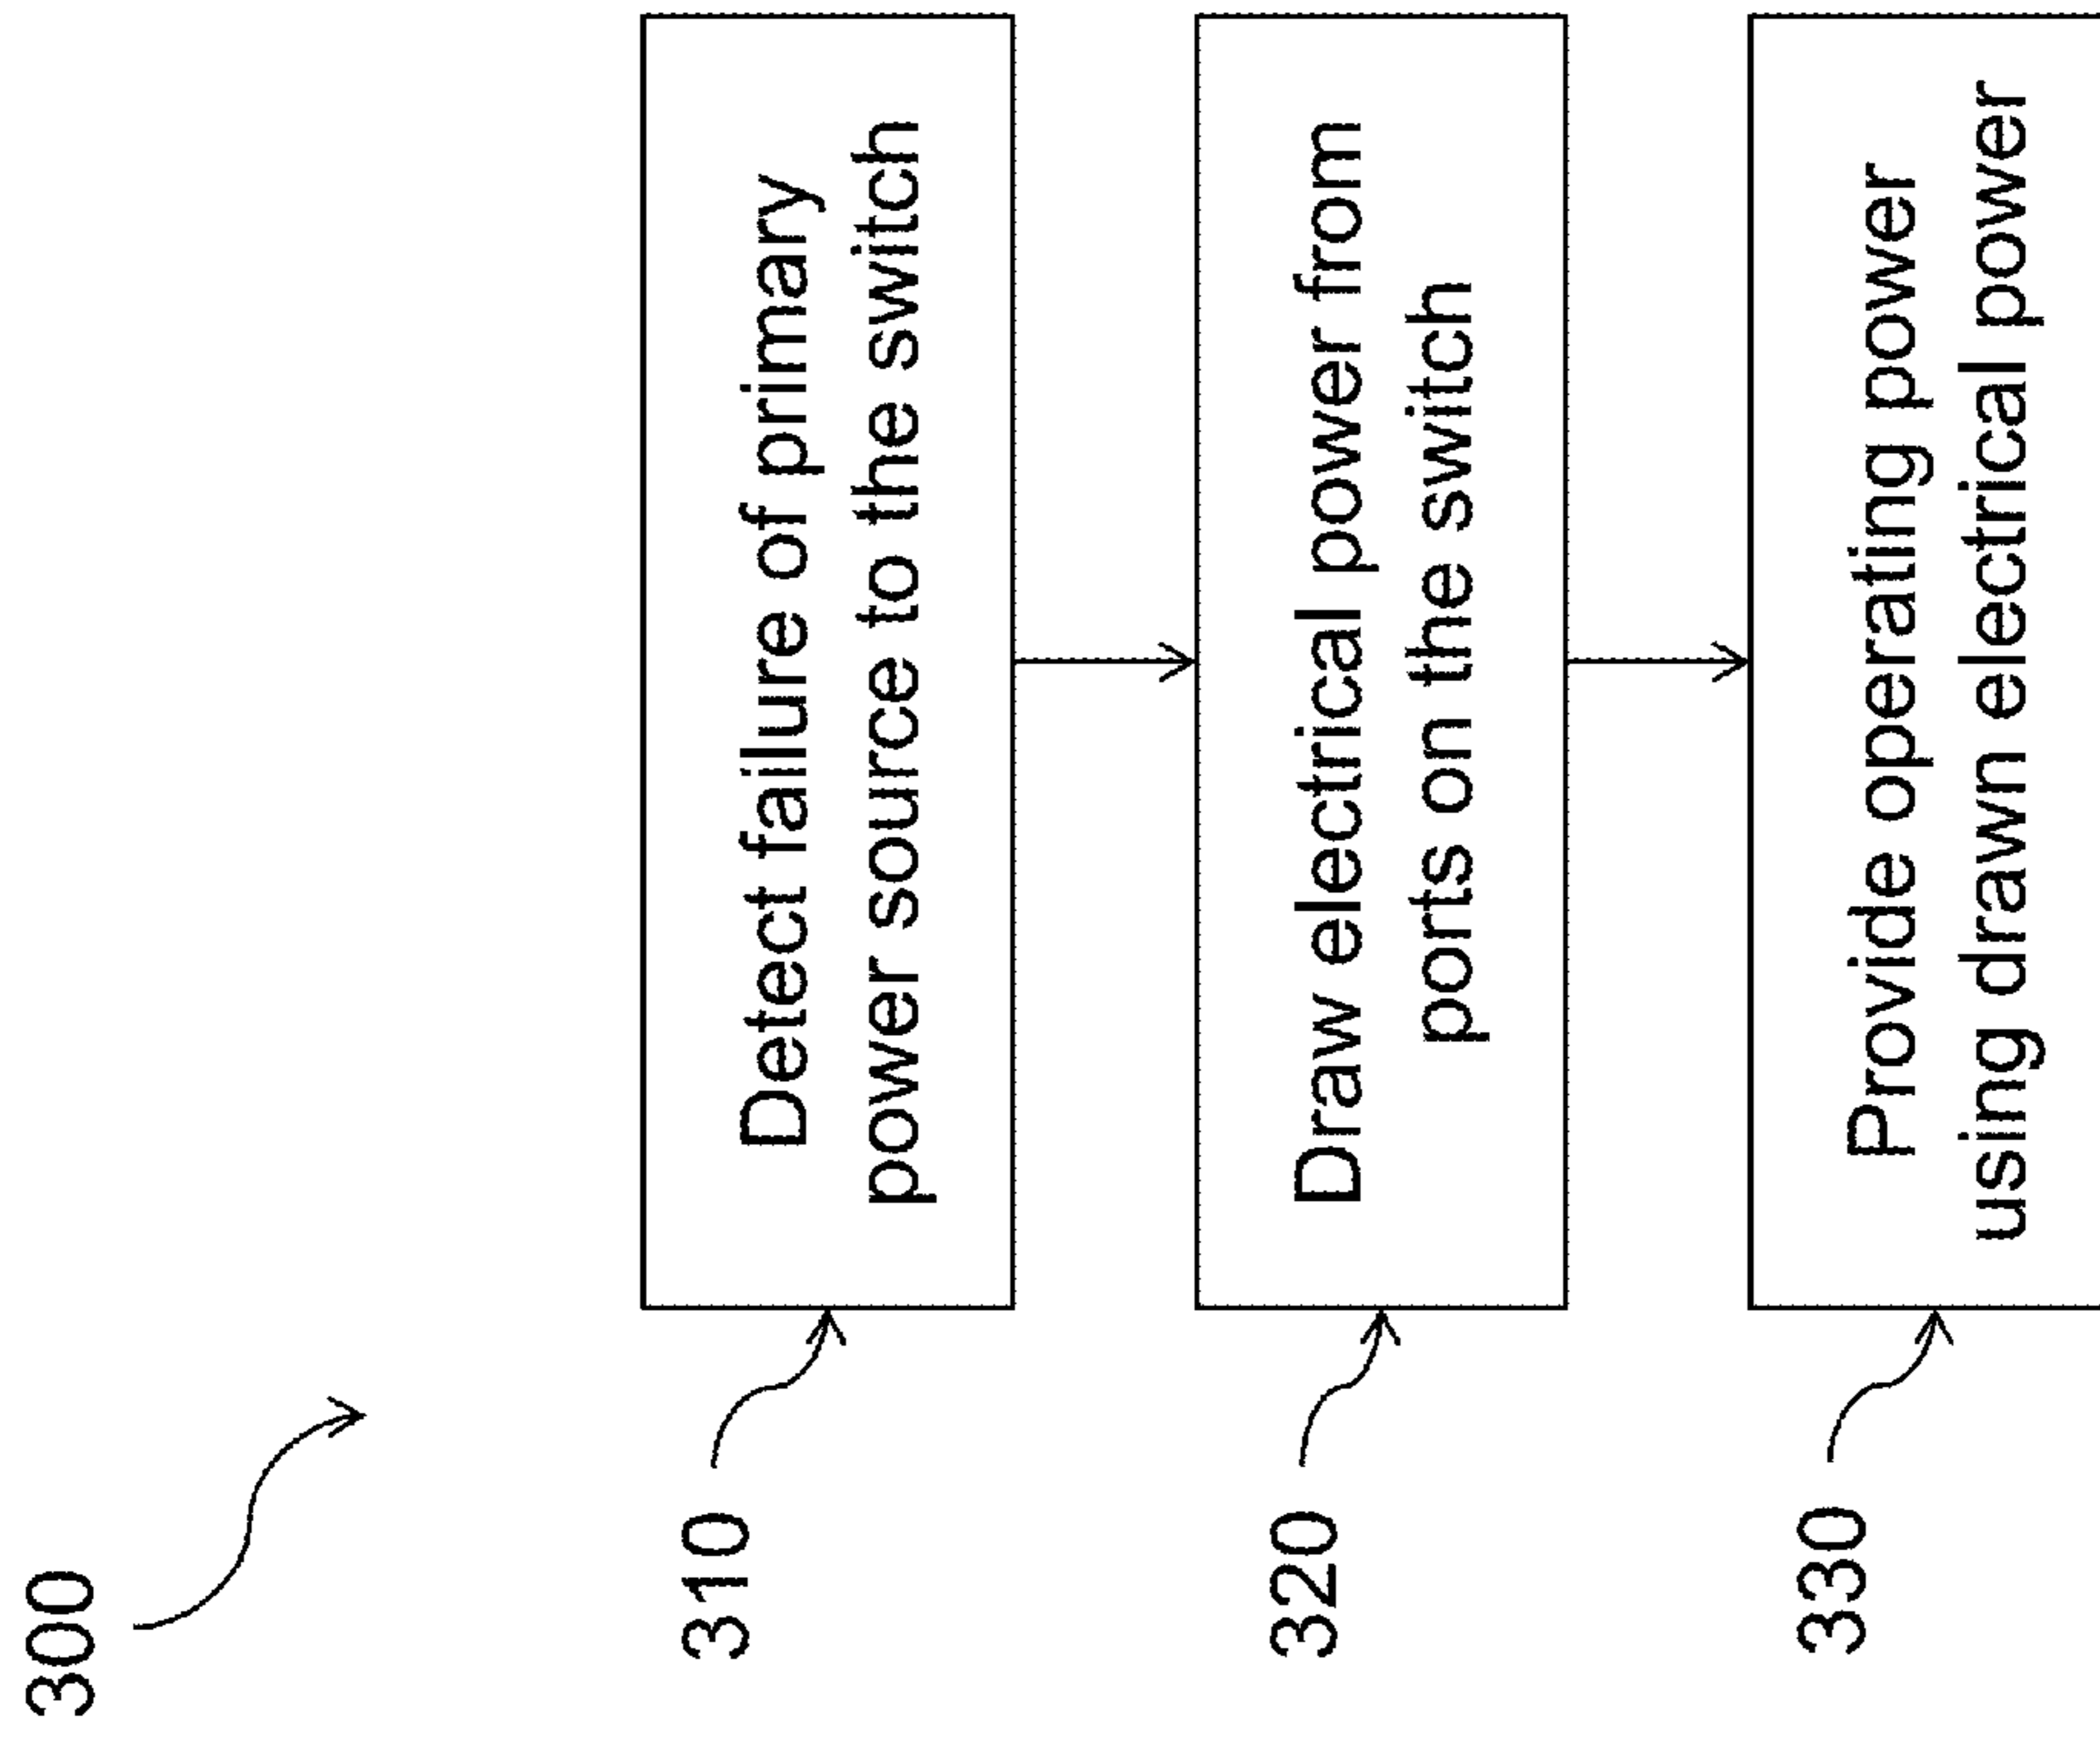 300
310
Detect failure of primary
power source to the switch
320
Draw electrical power from
ports on the switch
330
Provide operating power
using drawn electrical power